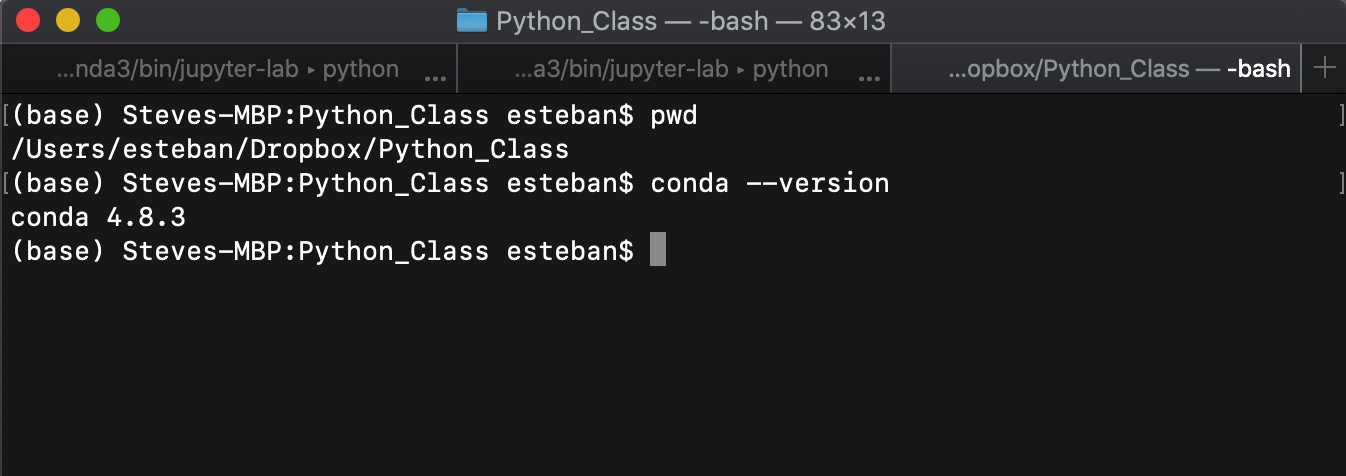 Python_Class — -bash — 83×13
...nda3/bin/jupyter-lab ▸ python ...
...a3/bin/jupyter-lab ▸ python ...
...opbox/Python_Class — -bash +
[(base) Steves-MBP:Python_Class esteban$ pwd ]
/Users/esteban/Dropbox/Python_Class
[(base) Steves-MBP:Python_Class esteban$ conda --version ]
conda 4.8.3
(base) Steves-MBP:Python_Class esteban$